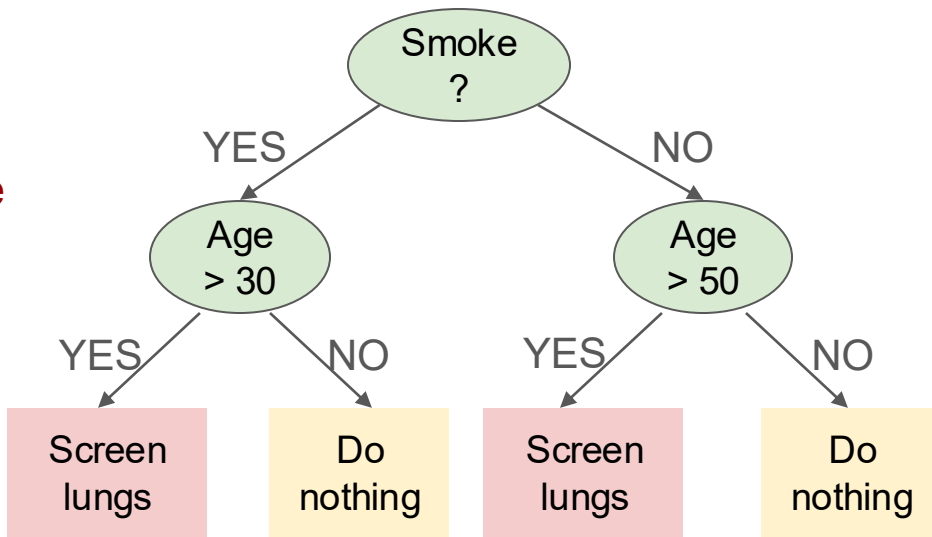 Smoke
?
YES
NO
e
Age
> 30
Age
> 50
YES
NO
YES
NO
Screen
lungs
Do
nothing
Screen
lungs
Do
nothing